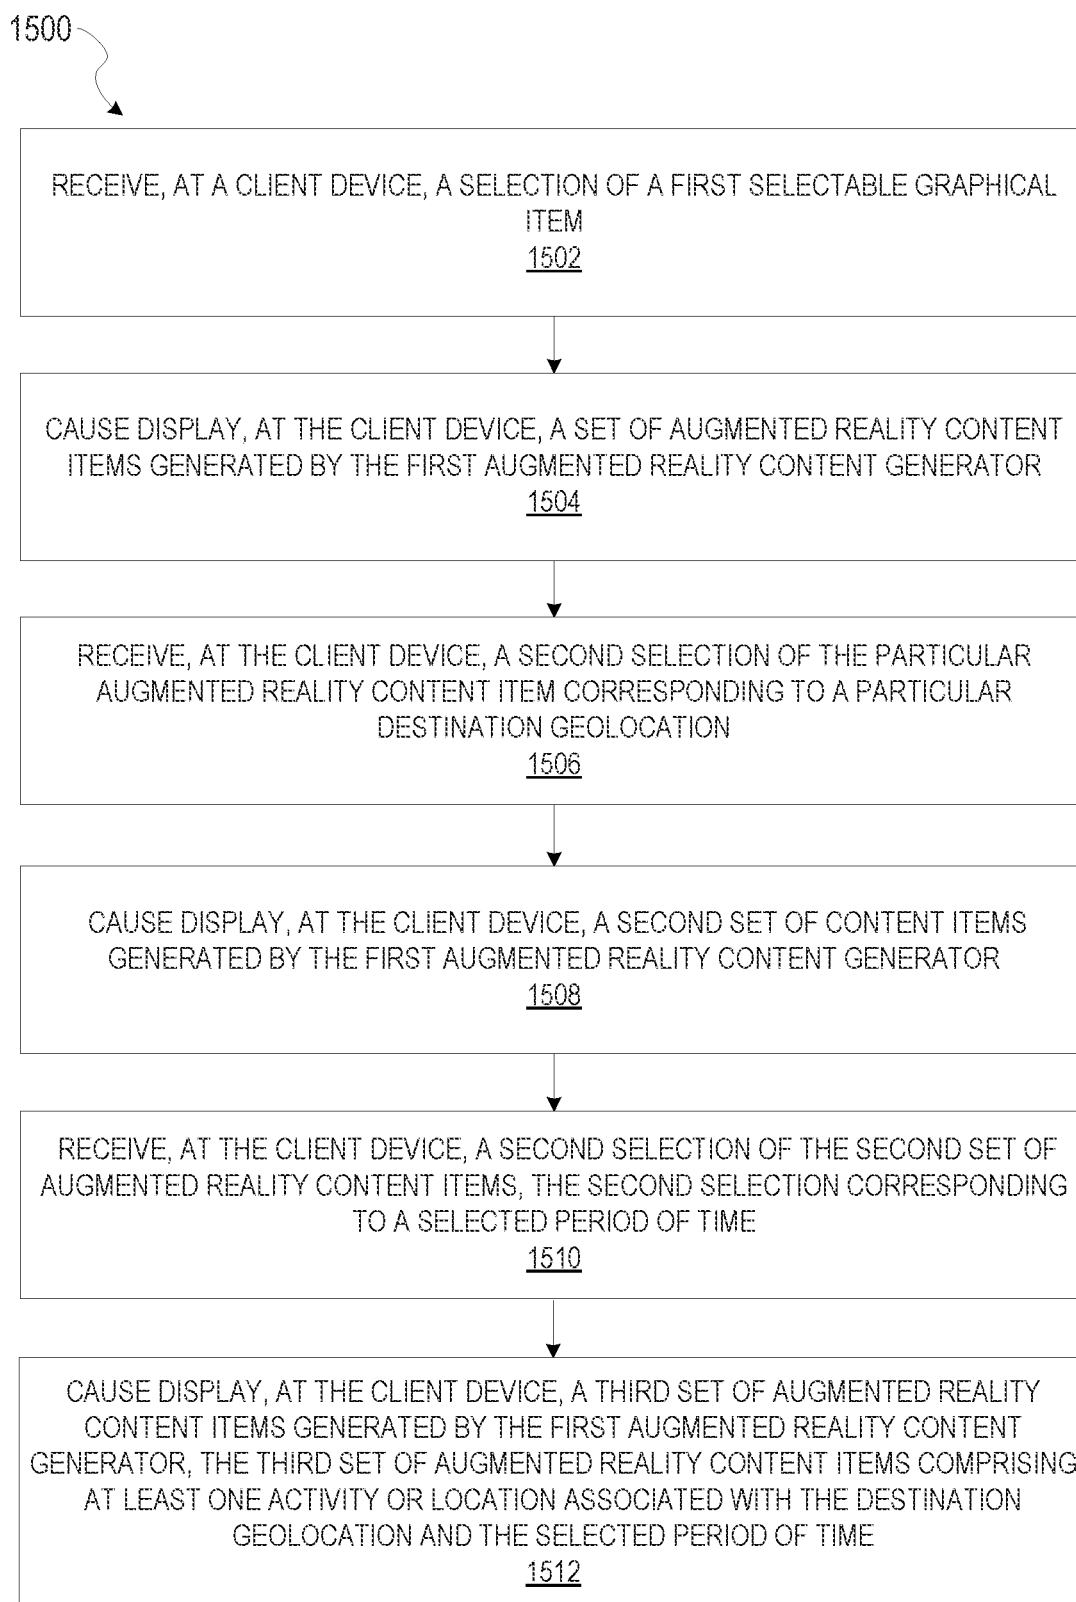 1500
RECEIVE, AT A CLIENT DEVICE, A SELECTION OF A FIRST SELECTABLE GRAPHICAL
ITEM
1502
CAUSE DISPLAY, AT THE CLIENT DEVICE, A SET OF AUGMENTED REALITY CONTENT
ITEMS GENERATED BY THE FIRST AUGMENTED REALITY CONTENT GENERATOR
1504
RECEIVE, AT THE CLIENT DEVICE, A SECOND SELECTION OF THE PARTICULAR
AUGMENTED REALITY CONTENT ITEM CORRESPONDING TO A PARTICULAR
DESTINATION GEOLOCATION
1506
CAUSE DISPLAY, AT THE CLIENT DEVICE, A SECOND SET OF CONTENT ITEMS
GENERATED BY THE FIRST AUGMENTED REALITY CONTENT GENERATOR
1508
RECEIVE, AT THE CLIENT DEVICE, A SECOND SELECTION OF THE SECOND SET OF
AUGMENTED REALITY CONTENT ITEMS, THE SECOND SELECTION CORRESPONDING
TO A SELECTED PERIOD OF TIME
1510
CAUSE DISPLAY, AT THE CLIENT DEVICE, A THIRD SET OF AUGMENTED REALITY
CONTENT ITEMS GENERATED BY THE FIRST AUGMENTED REALITY CONTENT
GENERATOR, THE THIRD SET OF AUGMENTED REALITY CONTENT ITEMS COMPRISING
AT LEAST ONE ACTIVITY OR LOCATION ASSOCIATED WITH THE DESTINATION
GEOLOCATION AND THE SELECTED PERIOD OF TIME
1512